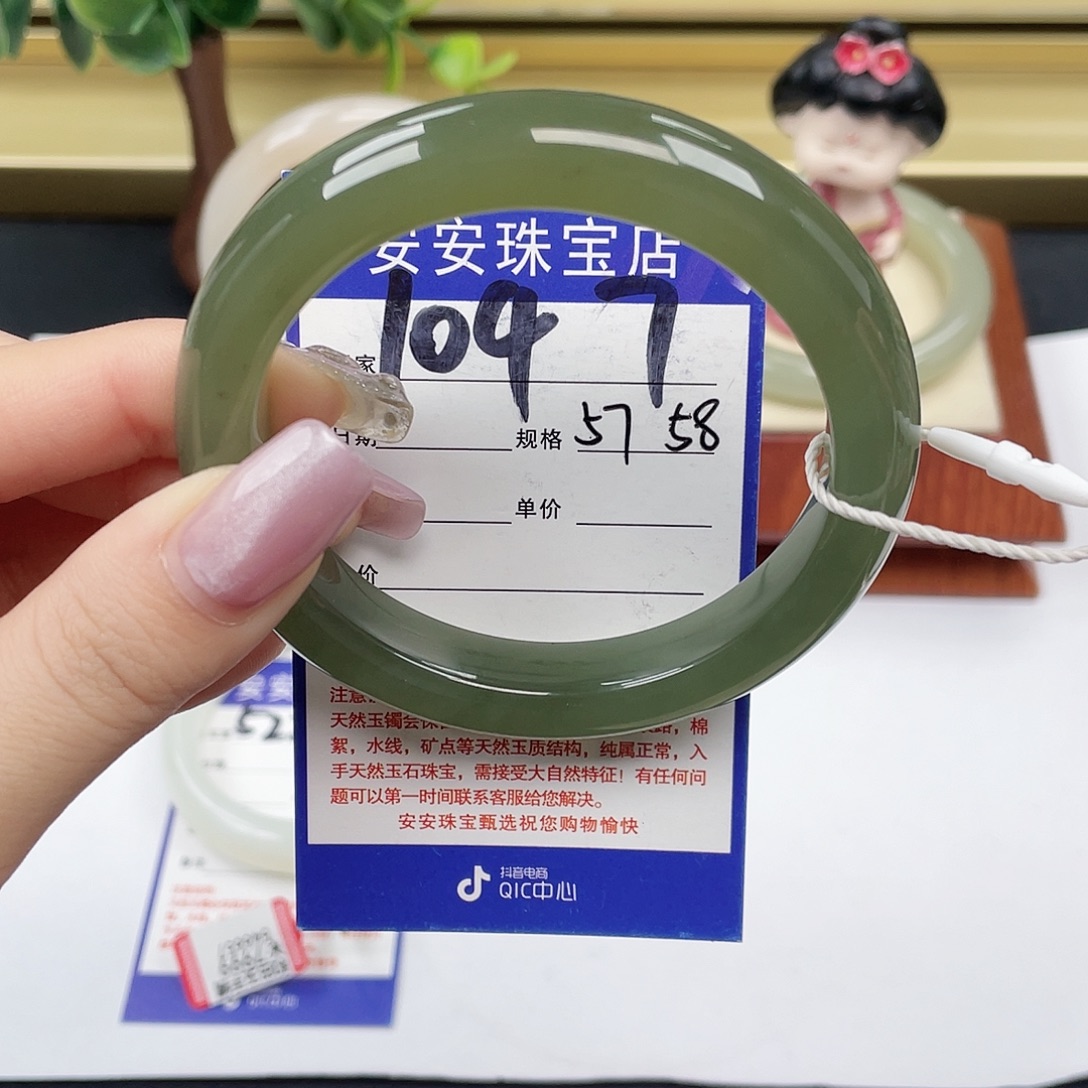 安安珠宝店
1047
家
日期 规格 57 58
单价
价
注意
天然玉镯会
棉
絮，水线，矿点等天然玉质结构，纯属正常，入
手天然玉石珠宝，需接受大自然特征！有任何问
题可以第一时间联系客服给您解决。
安安珠宝甄选祝您购物愉快
抖音电商
QIC中心
52